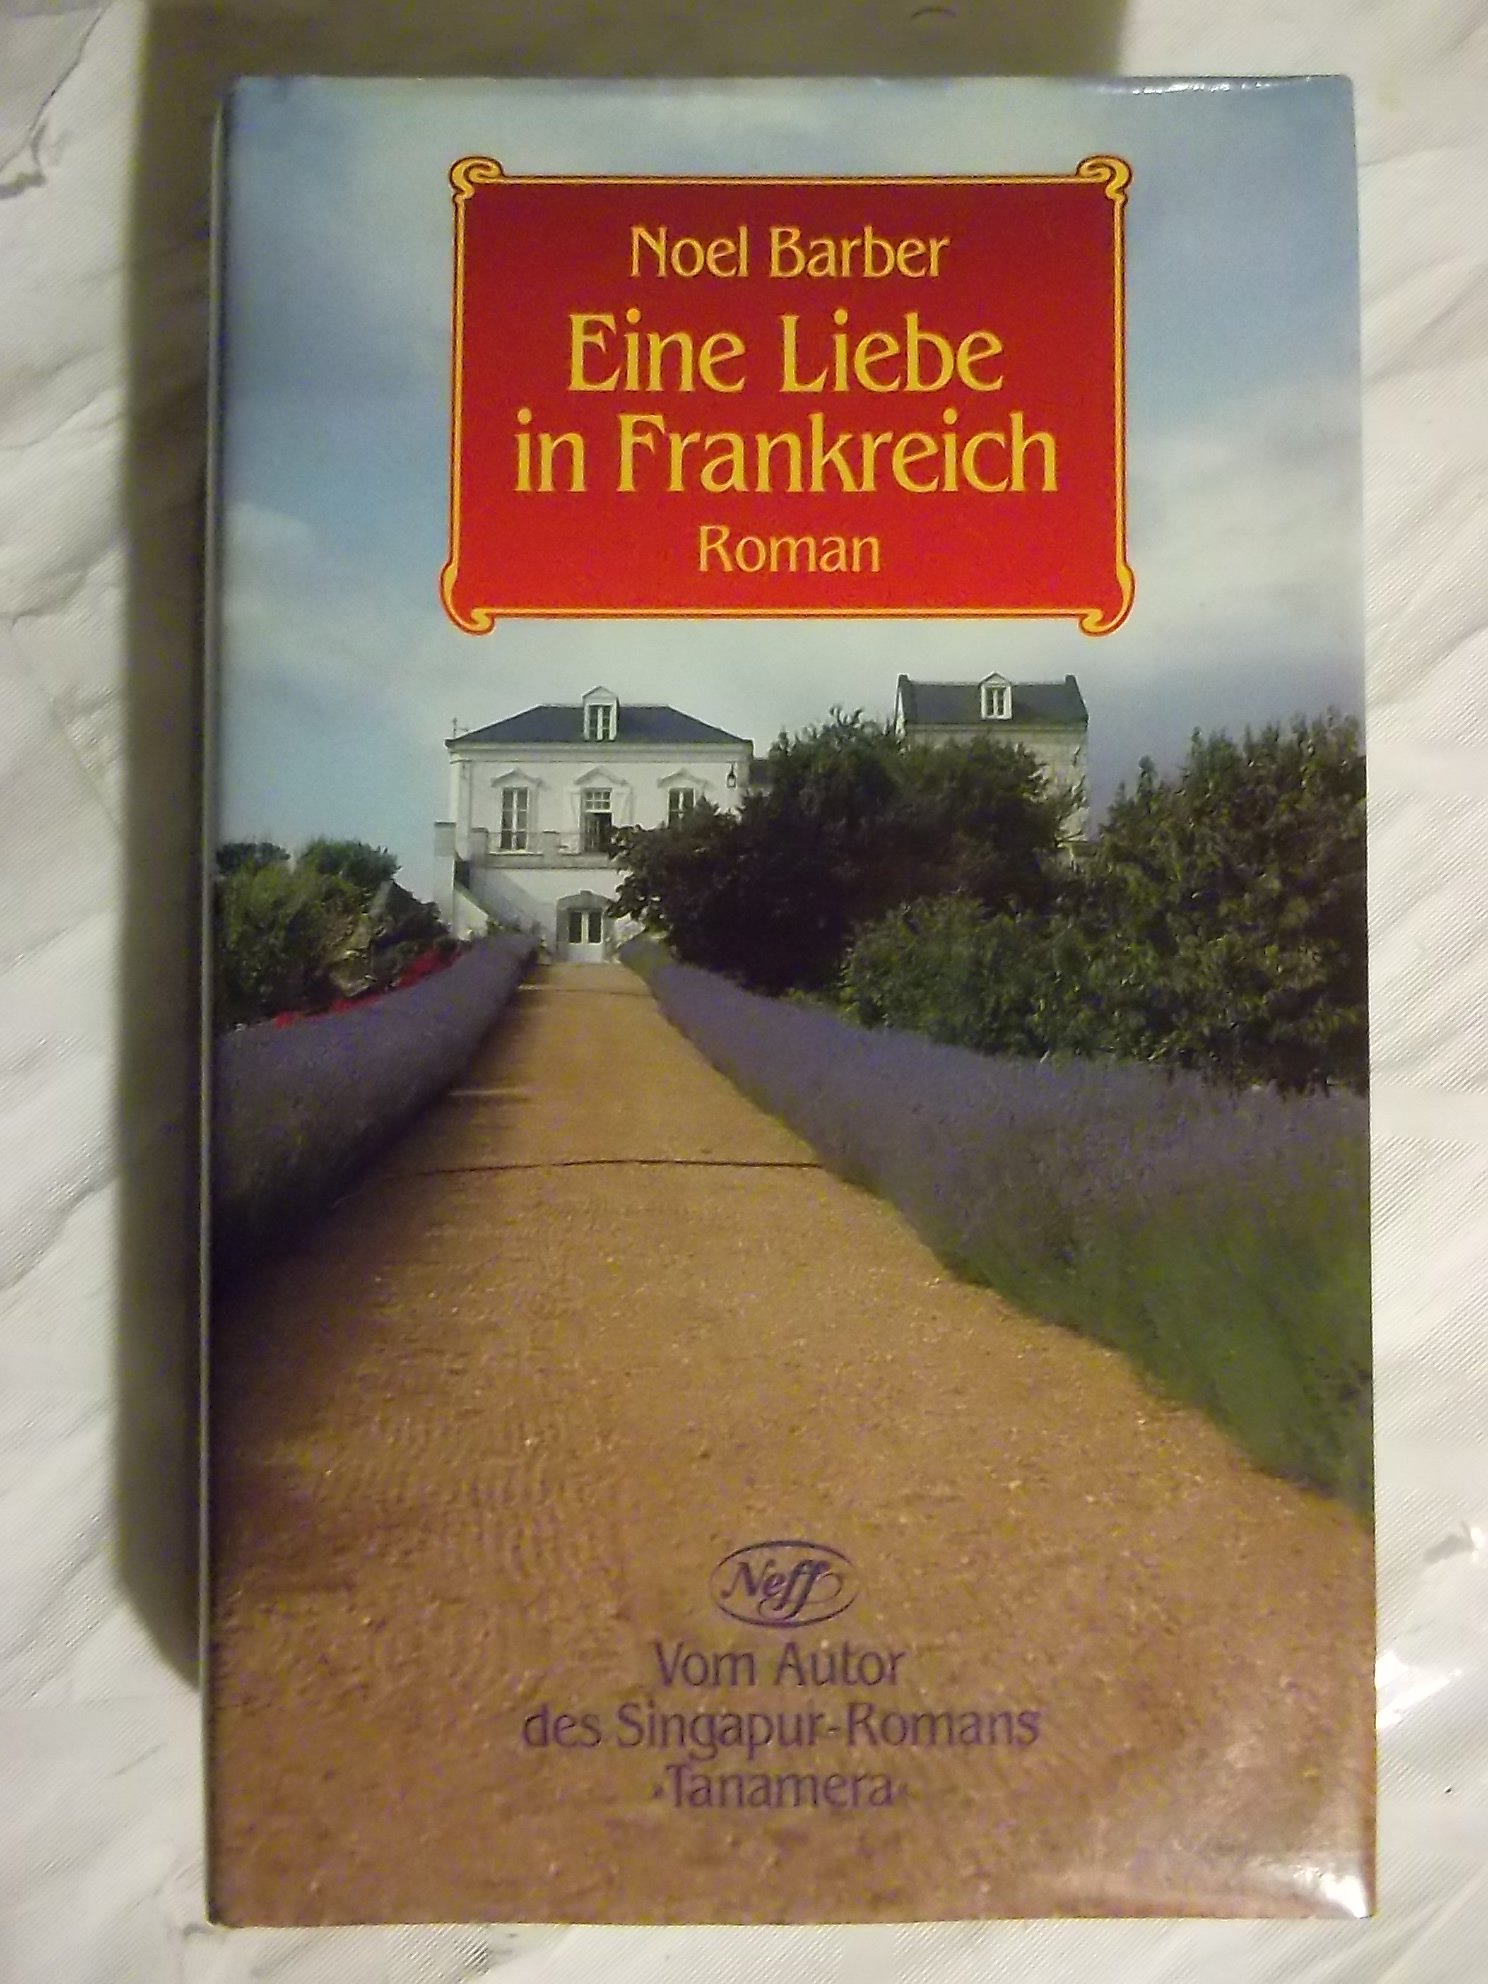 Noel Barber
Eine Liebe
in Frankreich
Roman
Neff
Vom Autor
des Singapur-Romans
›Tanamera‹